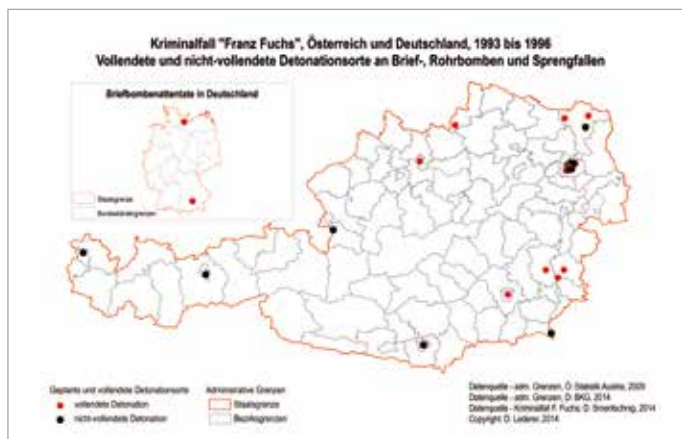 Kriminalfall "Franz Fuchs", Österreich und Deutschland, 1993 bis 1996
Vollendete und nicht-vollendete Detonationsorte an Brief-, Rohrbomben und Sprengfallen
Briefbombenattentate in Deutschland
Staatsgrenze
Bundesländergrenzen
Geplante und vollendete Detonationsorte
vollendete Detonation
nicht-vollendete Detonation
Administrative Grenzen
Staatsgrenze
Bezirksgrenzen
Datenquelle - adm. Grenzen, Ö: Statistik Austria, 2009
Datenquelle - adm. Grenzen, D: BKG, 2014
Datenquelle - Kriminalfall F. Fuchs: D. Smoertschnig, 2014
Copyright: D. Lederer, 2014